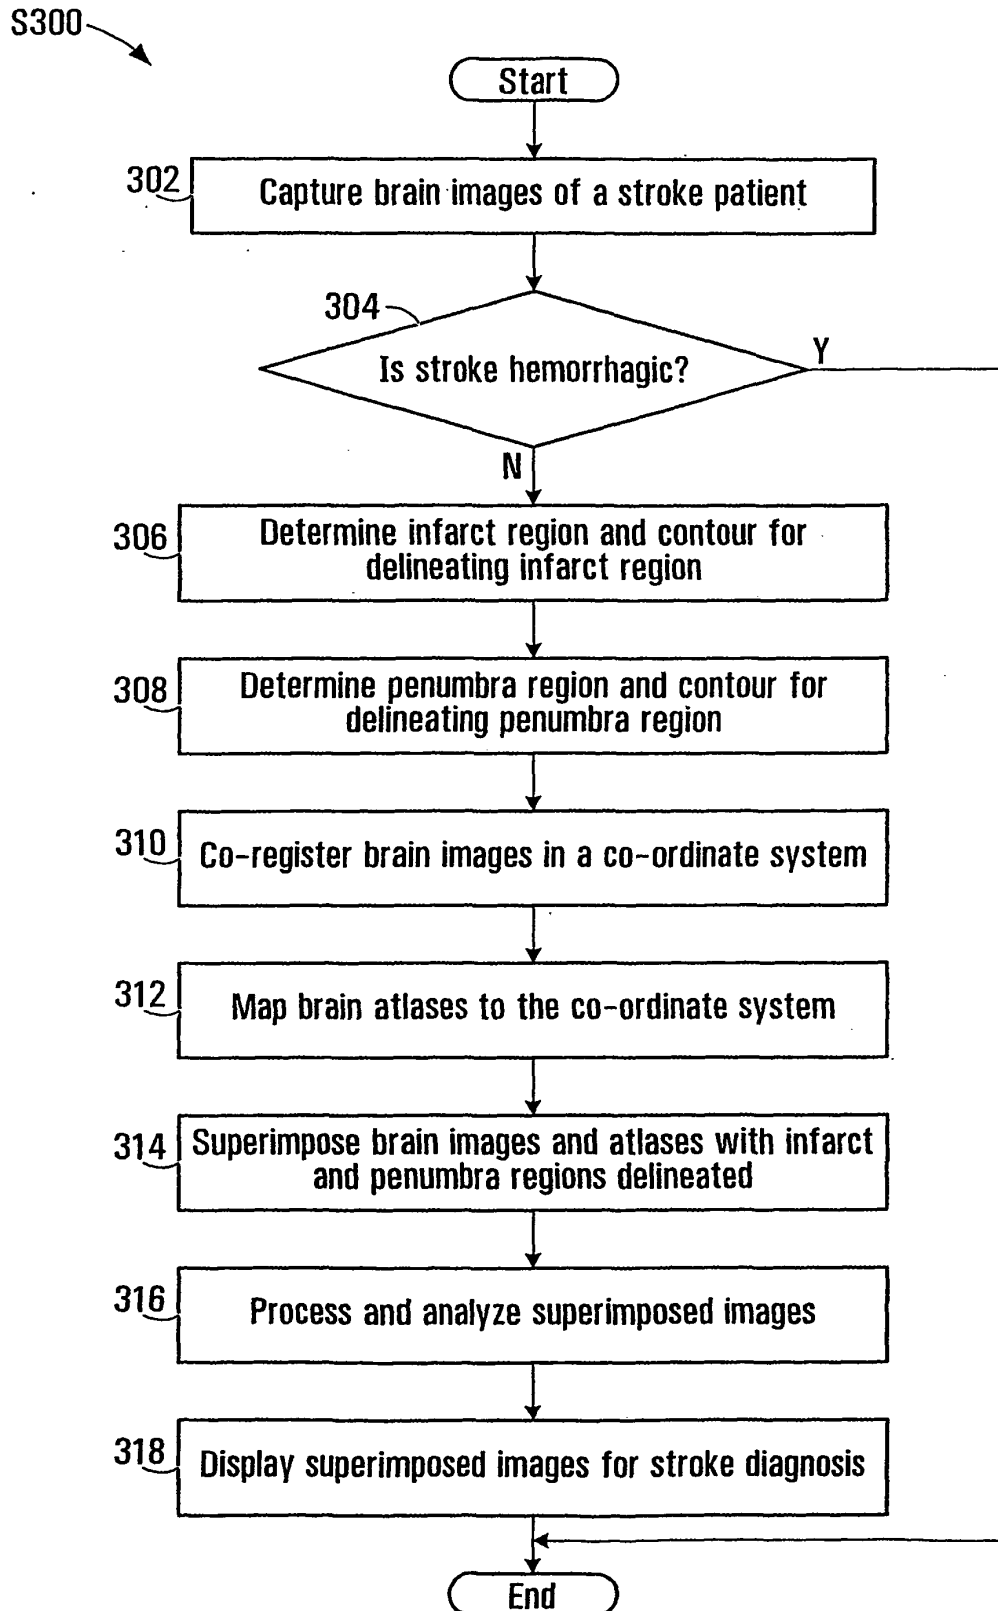 S300
Start
302
Capture brain images of a stroke patient
304
Is stroke hemorrhagic?
Y
N
306
Determine infarct region and contour for
delineating infarct region
308
Determine penumbra region and contour for
delineating penumbra region
310
Co-register brain images in a co-ordinate system
312
Map brain atlases to the co-ordinate system
314
Superimpose brain images and atlases with infarct
and penumbra regions delineated
316
Process and analyze superimposed images
318
Display superimposed images for stroke diagnosis
End